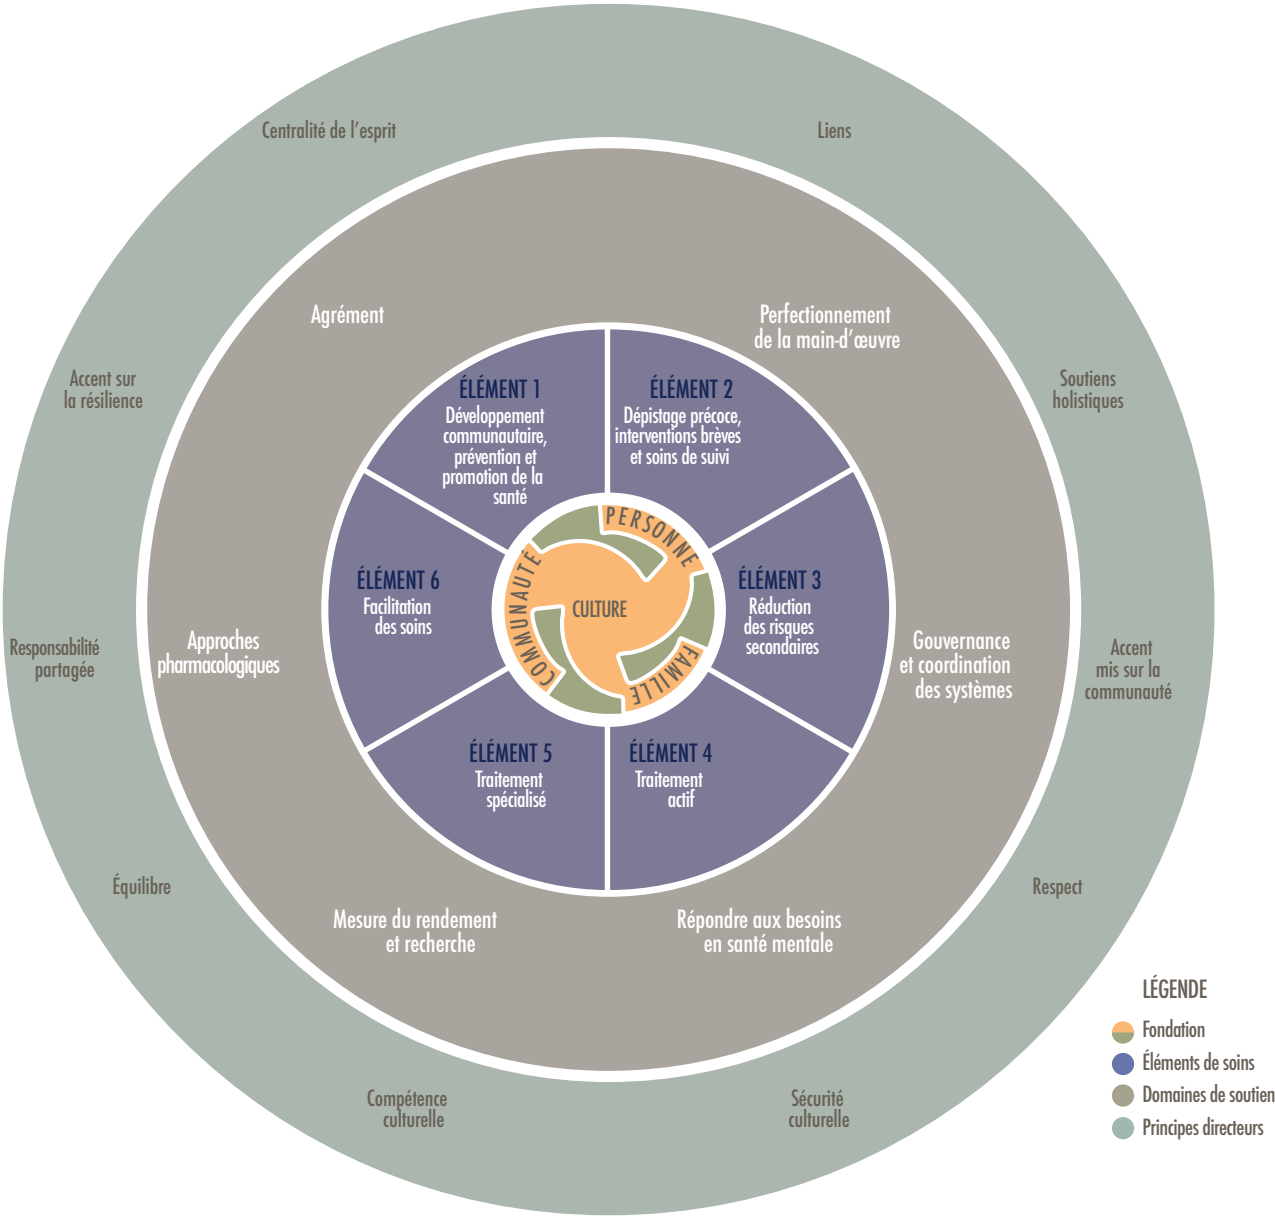 Centralité de l'esprit
Liens
Agrément
Perfectionnement
de la main-d'œuvre
Accent sur
la résilience
Soutiens
holistiques
ÉLÉMENT 1
Développement
communautaire,
prévention et
promotion de la
santé
ÉLÉMENT 2
Dépistage précoce,
interventions brèves
et soins de suivi
PERSONNE
COMMUNAUTÉ
CULTURE
FAMILLE
ÉLÉMENT 6
Facilitation
des soins
ÉLÉMENT 3
Réduction
des risques
secondaires
Responsabilité
partagée
Approches
pharmacologiques
Gouvernance
et coordination
des systèmes
Accent
mis sur la
communauté
ÉLÉMENT 5
Traitement
spécialisé
ÉLÉMENT 4
Traitement
actif
Équilibre
Respect
Mesure du rendement
et recherche
Répondre aux besoins
en santé mentale
Compétence
culturelle
Sécurité
culturelle
LÉGENDE
Fondation
Éléments de soins
Domaines de soutien
Principes directeurs